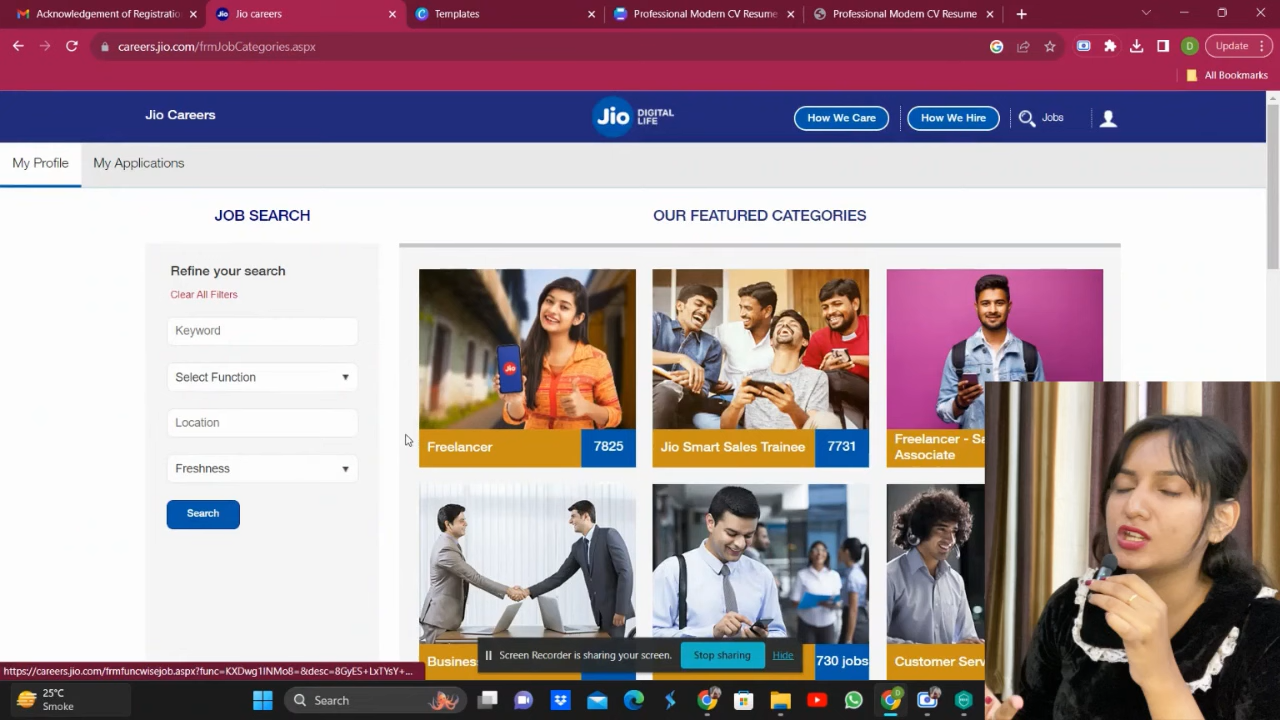 Acknowledgement of Registratio
Jio careers
Templates
Professional Modern CV Resume
Professional Modern CV Resume
careers.jio.com/frmJobCategories.aspx
D
Update
All Bookmarks
Jio Careers
Jio
DIGITAL
LIFE
How We Care
How We Hire
Jobs
My Profile
My Applications
JOB SEARCH
OUR FEATURED CATEGORIES
Refine your search
Clear All Filters
Keyword
Select Function
Location
Freshness
Search
Jio
Freelancer
7825
Jio Smart Sales Trainee
7731
Freelancer - Sa
Associate
Busines
730 jobs
Customer Serv
Screen Recorder is sharing your screen.
Stop sharing
Hide
https://careers.jio.com/frmfuncwisejob.aspx?func=KXDwg1INMo8=&desc=8GyES+LxTYsY+...
25°C
Smoke
Search